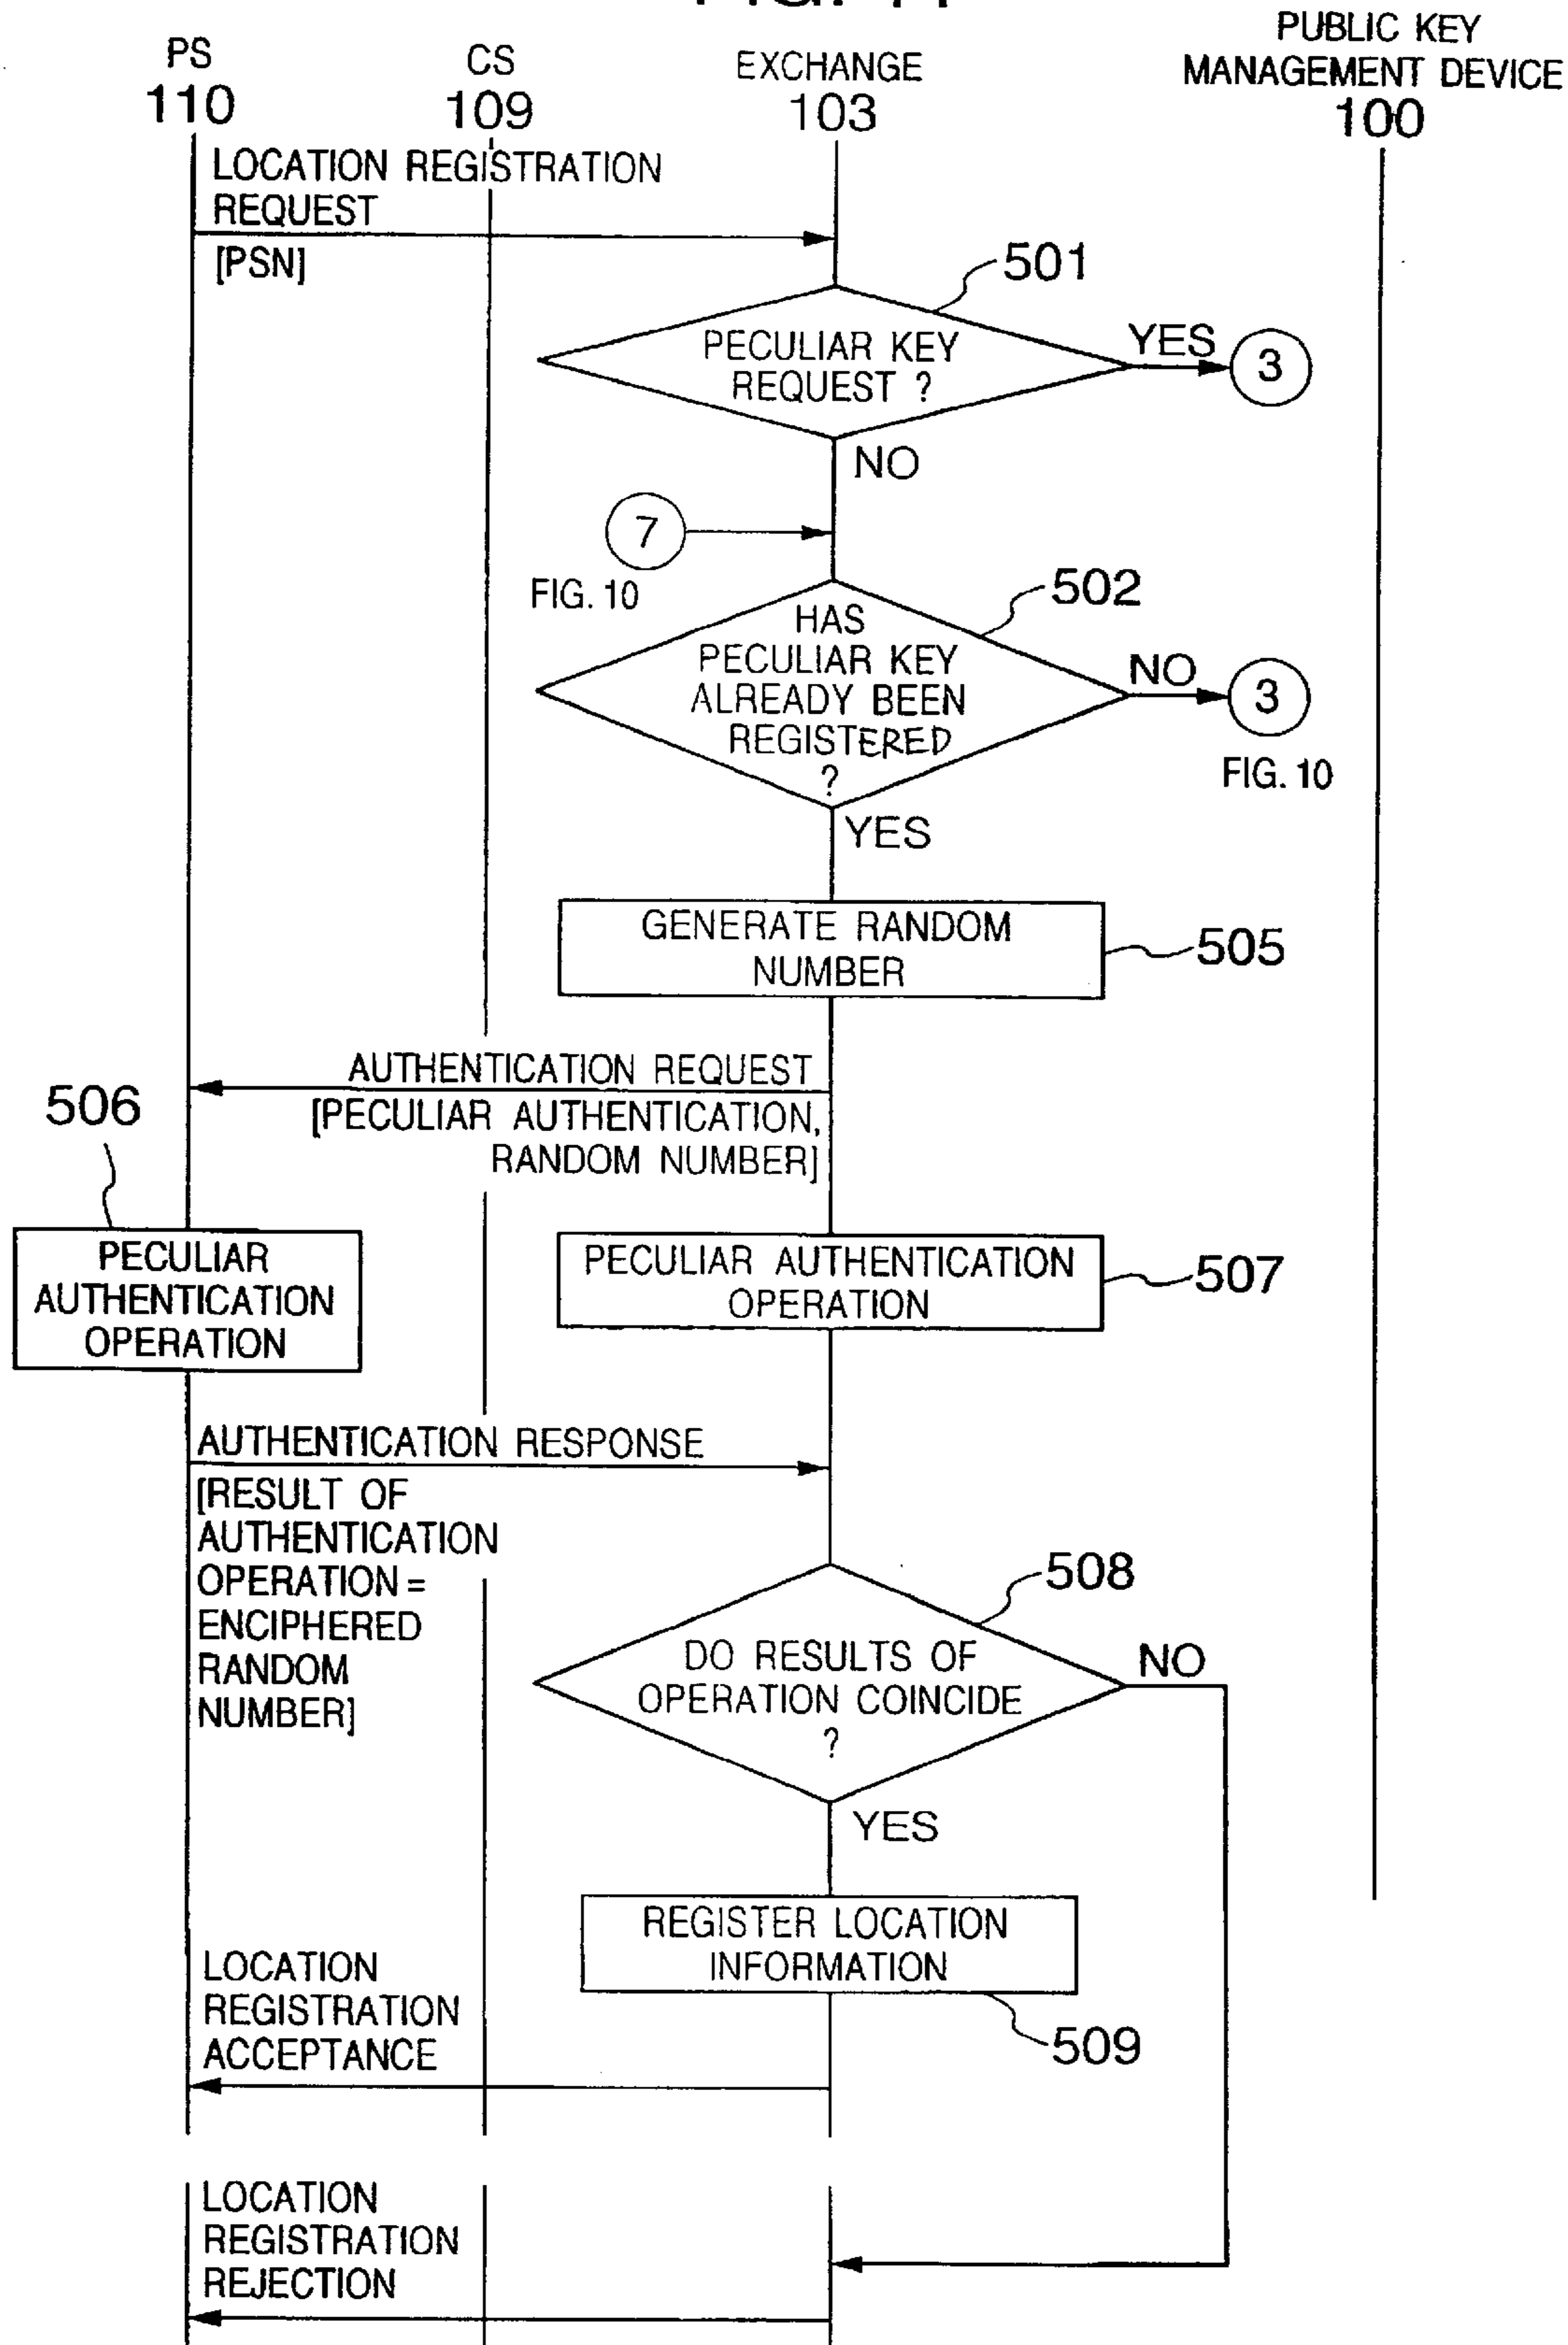 PS
110
CS
109
EXCHANGE
103
PUBLIC KEY
MANAGEMENT DEVICE
100
LOCATION REGISTRATION
REQUEST
[PSN]
501
PECULIAR KEY
REQUEST ?
YES
3
NO
7
FIG. 10
502
HAS
PECULIAR KEY
ALREADY BEEN
REGISTERED
?
NO
3
FIG. 10
YES
GENERATE RANDOM
NUMBER
505
AUTHENTICATION REQUEST
[PECULIAR AUTHENTICATION,
RANDOM NUMBER]
506
PECULIAR
AUTHENTICATION
OPERATION
PECULIAR AUTHENTICATION
OPERATION
507
AUTHENTICATION RESPONSE
[RESULT OF
AUTHENTICATION
OPERATION =
ENCIPHERED
RANDOM
NUMBER]
508
DO RESULTS OF
OPERATION COINCIDE
?
NO
YES
REGISTER LOCATION
INFORMATION
509
LOCATION
REGISTRATION
ACCEPTANCE
LOCATION
REGISTRATION
REJECTION